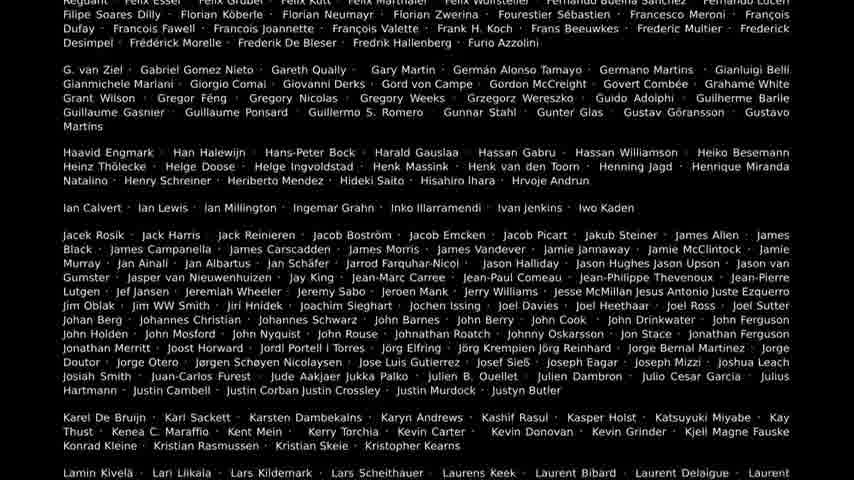 Filipe Soares Dilly · Florian Köberle · Florian Neumayr · Florian Zwerina · Fourestier Sébastien · Francesco Meroni · François
Dufay · Francois Fawell · Francois Joannette · François Valette · Frank H. Koch · Frans Beeuwkes · Frederic Multier · Frederick
Desimpel · Frédérick Morelle · Frederik De Bleser · Fredrik Hallenberg · Furio Azzolini
G. van Ziel · Gabriel Gomez Nieto · Gareth Qually · Gary Martin · Germán Alonso Tamayo · Germano Martins · Gianluigi Belli
Gianmichele Mariani · Giorgio Comai · Giovanni Derks · Gord von Campe · Gordon McCreight · Govert Combée · Grahame White
Grant Wilson · Gregor Fêng · Gregory Nicolas · Gregory Weeks · Grzegorz Wereszko · Guido Adolphi · Guilherme Barile
Guillaume Gasnier · Guillaume Ponsard · Guillermo S. Romero · Gunnar Stahl · Gunter Glas · Gustav Göransson · Gustavo
Martins
Haavid Engmark · Han Halewijn · Hans-Peter Bock · Harald Gauslaa · Hassan Gabru · Hassan Williamson · Heiko Besemann
Heinz Thölecke · Helge Doose · Helge Ingvoldstad · Henk Massink · Henk van den Toorn · Henning Jagd · Henrique Miranda
Natalino · Henry Schreiner · Heriberto Mendez · Hideki Saito · Hisahiro Ihara · Hrvoje Andrun
Ian Calvert · Ian Lewis · Ian Millington · Ingemar Grahn · Inko Illarramendi · Ivan Jenkins · Iwo Kaden
Jacek Rosik · Jack Harris · Jack Reinieren · Jacob Boström · Jacob Emcken · Jacob Picart · Jakub Steiner · James Allen · James
Black · James Campanella · James Carscadden · James Morris · James Vandever · Jamie Jannaway · Jamie McClintock · Jamie
Murray · Jan Ainali · Jan Albartus · Jan Schäfer · Jarrod Farquhar-Nicol · Jason Halliday · Jason Hughes Jason Upson · Jason van
Gumster · Jasper van Nieuwenhuizen · Jay King · Jean-Marc Carree · Jean-Paul Comeau · Jean-Philippe Thevenoux · Jean-Pierre
Lutgen · Jef Jansen · Jeremiah Wheeler · Jeremy Sabo · Jeroen Mank · Jerry Williams · Jesse McMillan Jesus Antonio Juste Ezquerro
Jim Oblak · Jim WW Smith · Jiri Hnídek · Joachim Sieghart · Jochen Issing · Joel Davies · Joel Heethaar · Joel Ross · Joel Sutter
Johan Berg · Johannes Christian · Johannes Schwarz · John Barnes · John Berry · John Cook · John Drinkwater · John Ferguson
John Holden · John Mosford · John Nyquist · John Rouse · Johnathan Roatch · Johnny Oskarsson · Jon Stace · Jonathan Ferguson
Jonathan Merritt · Joost Horward · Jordi Portell i Torres · Jörg Elfring · Jörg Krempien Jörg Reinhard · Jorge Bernal Martinez · Jorge
Doutor · Jorge Otero · Jørgen Schøyen Nicolaysen · Jose Luis Gutierrez · Josef Sieß · Joseph Eagar · Joseph Mizzi · Joshua Leach
Josiah Smith · Juan-Carlos Furest · Jude Aakjaer Jukka Palko · Julien B. Ouellet · Julien Dambron · Julio Cesar Garcia · Julius
Hartmann · Justin Cambell · Justin Corban Justin Crossley · Justin Murdock · Justyn Butler
Karel De Bruijn · Karl Sackett · Karsten Dambekalns · Karyn Andrews · Kashif Rasul · Kasper Holst · Katsuyuki Miyabe · Kay
Thust · Kenea C. Maraffio · Kent Mein · Kerry Torchia · Kevin Carter · Kevin Donovan · Kevin Grinder · Kjell Magne Fauske
Konrad Kleine · Kristian Rasmussen · Kristian Skeie · Kristopher Kearns
Lamin Kivelä · Lari Liikala · Lars Kildemark · Lars Scheithauer · Laurens Keek · Laurent Bibard · Laurent Delaigue · Laurent